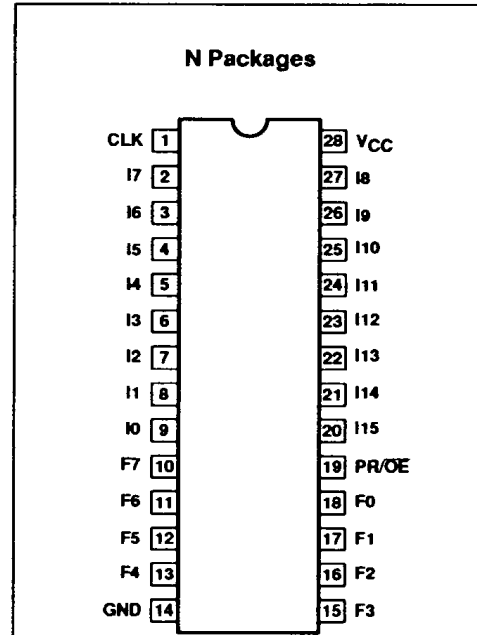 N Packages
CLK 1 28 VCC
I7 2 27 I8
I6 3 26 I9
I5 4 25 I10
I4 5 24 I11
I3 6 23 I12
I2 7 22 I13
I1 8 21 I14
I0 9 20 I15
F7 10 19 PR/O̅E̅
F6 11 18 F0
F5 12 17 F1
F4 13 16 F2
GND 14 15 F3